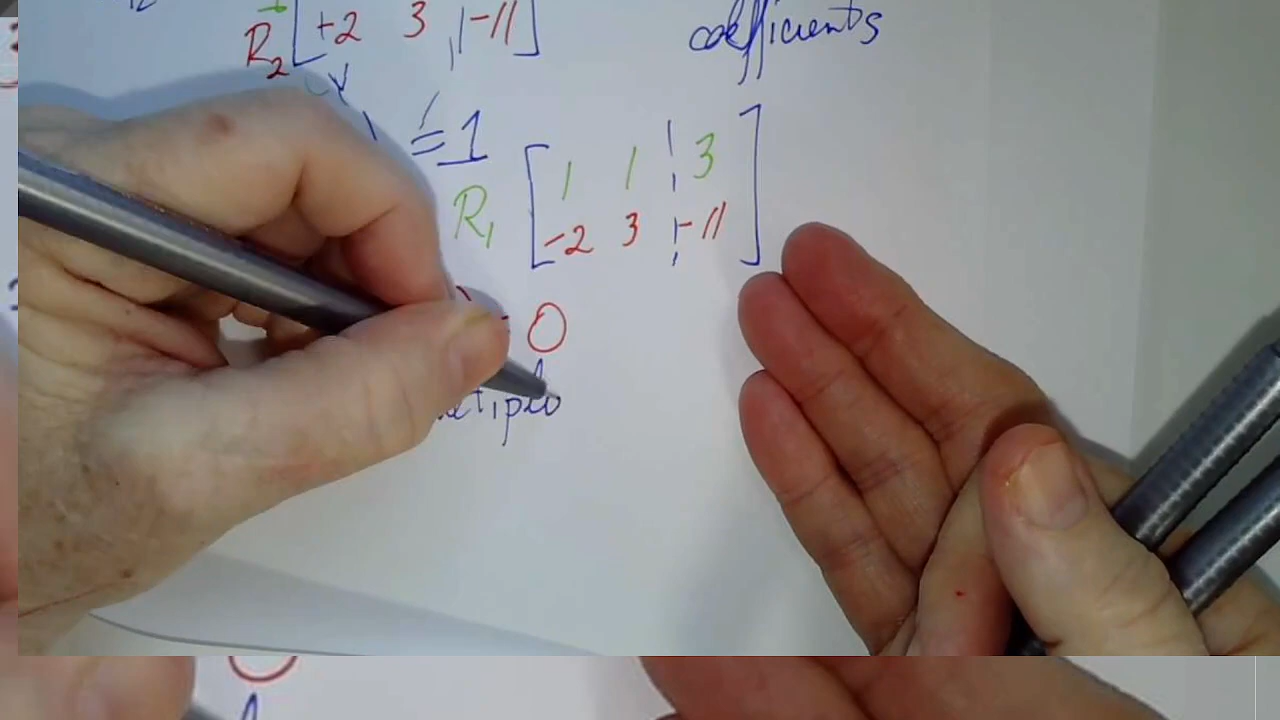 R2 [ +2 3 | -11 ]
coefficients
= 1
[ 1 1 | 3 ]
R1
[ -2 3 | -11 ]
0